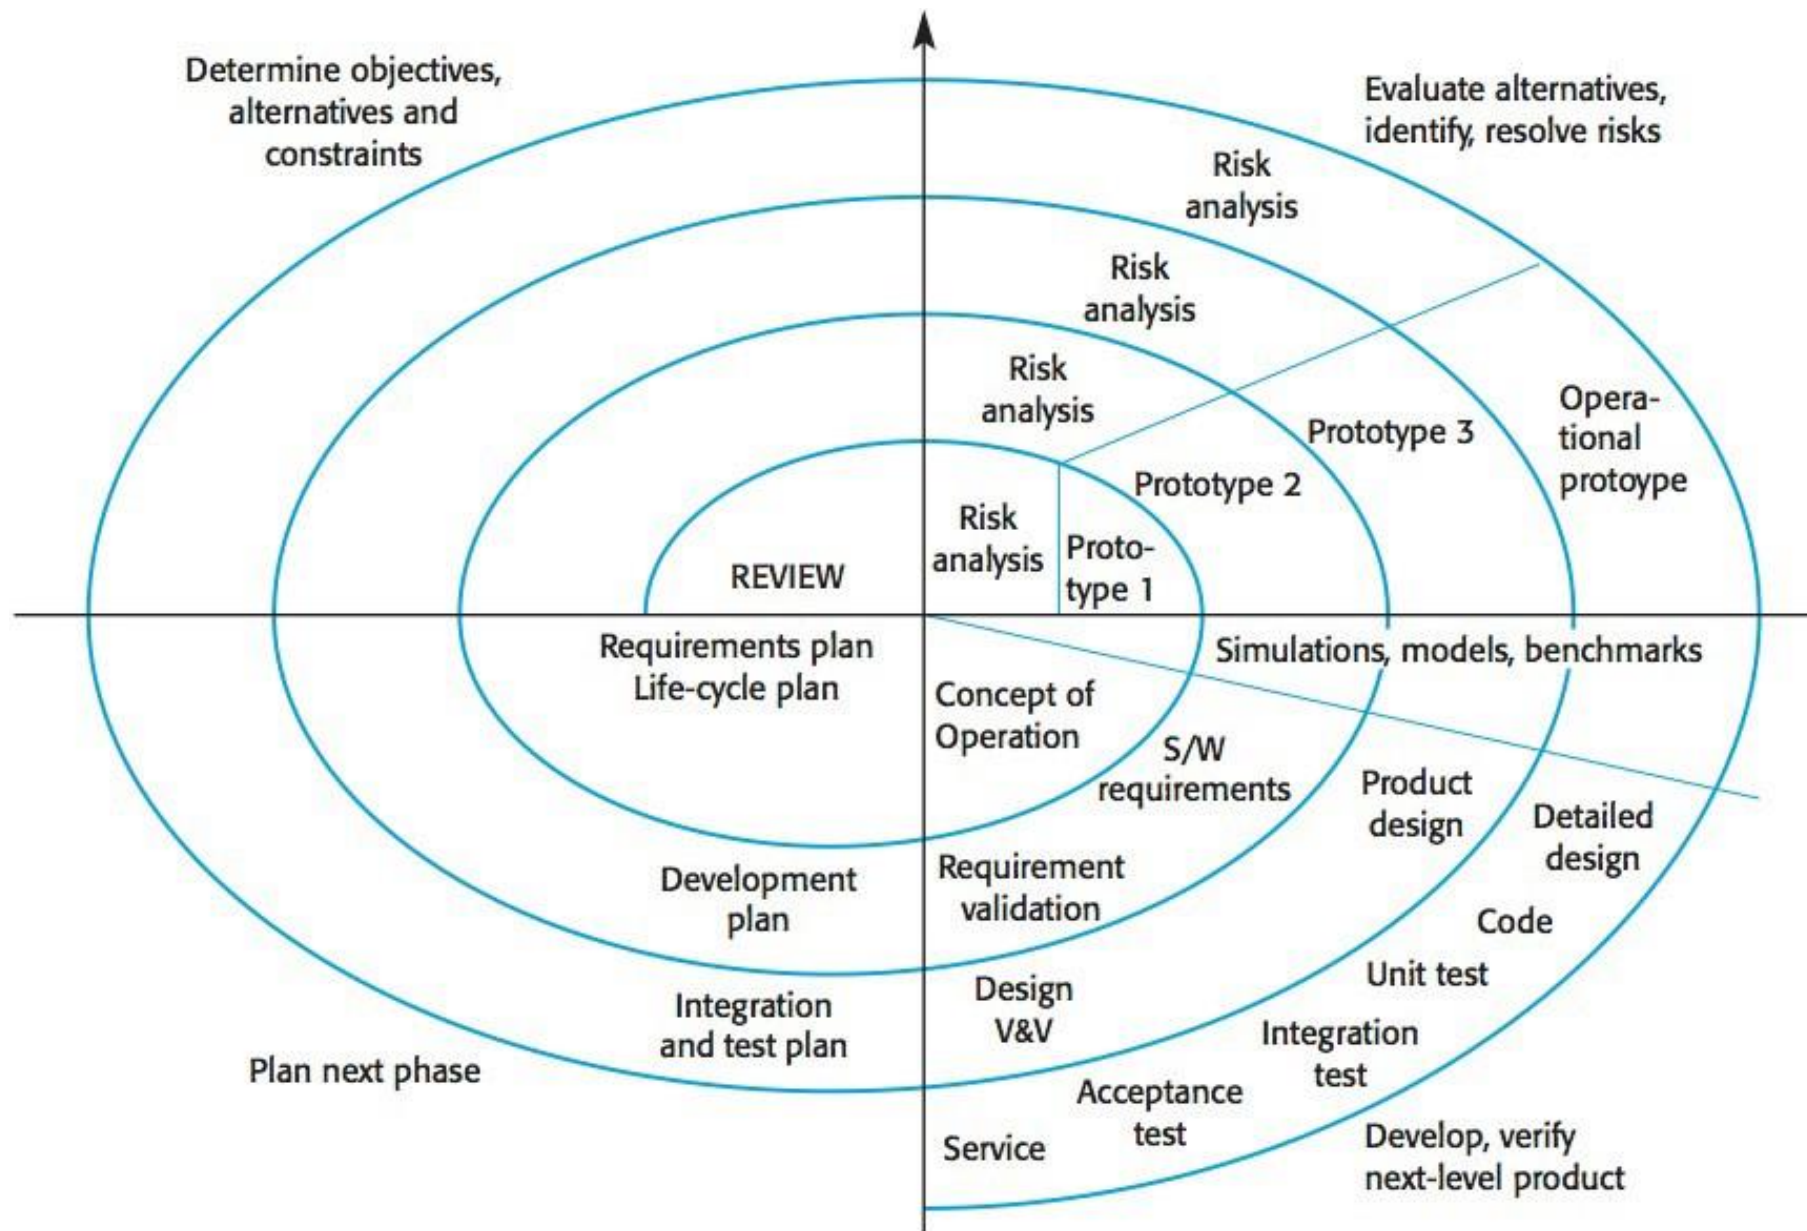 Determine objectives,
alternatives and
constraints
Evaluate alternatives,
identify, resolve risks
Risk
analysis
Risk
analysis
Risk
analysis
Risk
analysis
Proto-
type 1
Prototype 2
Prototype 3
Opera-
tional
protoype
REVIEW
Requirements plan
Life-cycle plan
Simulations, models, benchmarks
Concept of
Operation
S/W
requirements
Product
design
Detailed
design
Development
plan
Requirement
validation
Code
Unit test
Integration
and test plan
Design
V&V
Integration
test
Plan next phase
Acceptance
test
Service
Develop, verify
next-level product